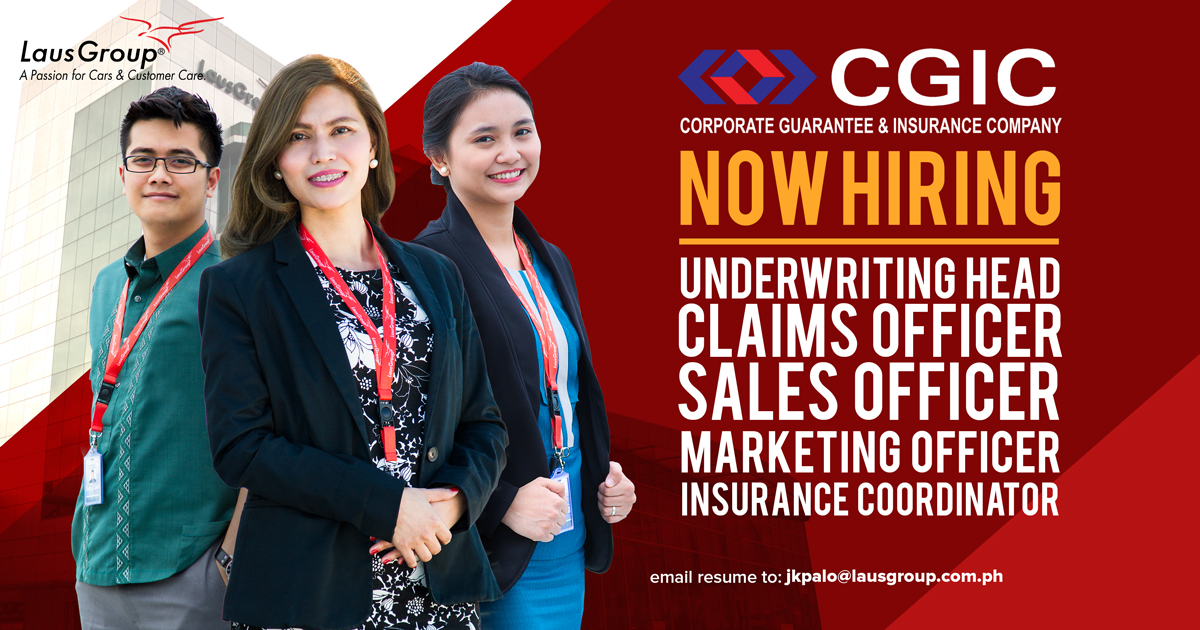 LausGroup®
A Passion for Cars & Customer Care.
LausGro
CGIC
CORPORATE GUARANTEE & INSURANCE COMPANY
NOW HIRING
UNDERWRITING HEAD
CLAIMS OFFICER
SALES OFFICER
MARKETING OFFICER
INSURANCE COORDINATOR
email resume to: jkpalo@lausgroup.com.ph